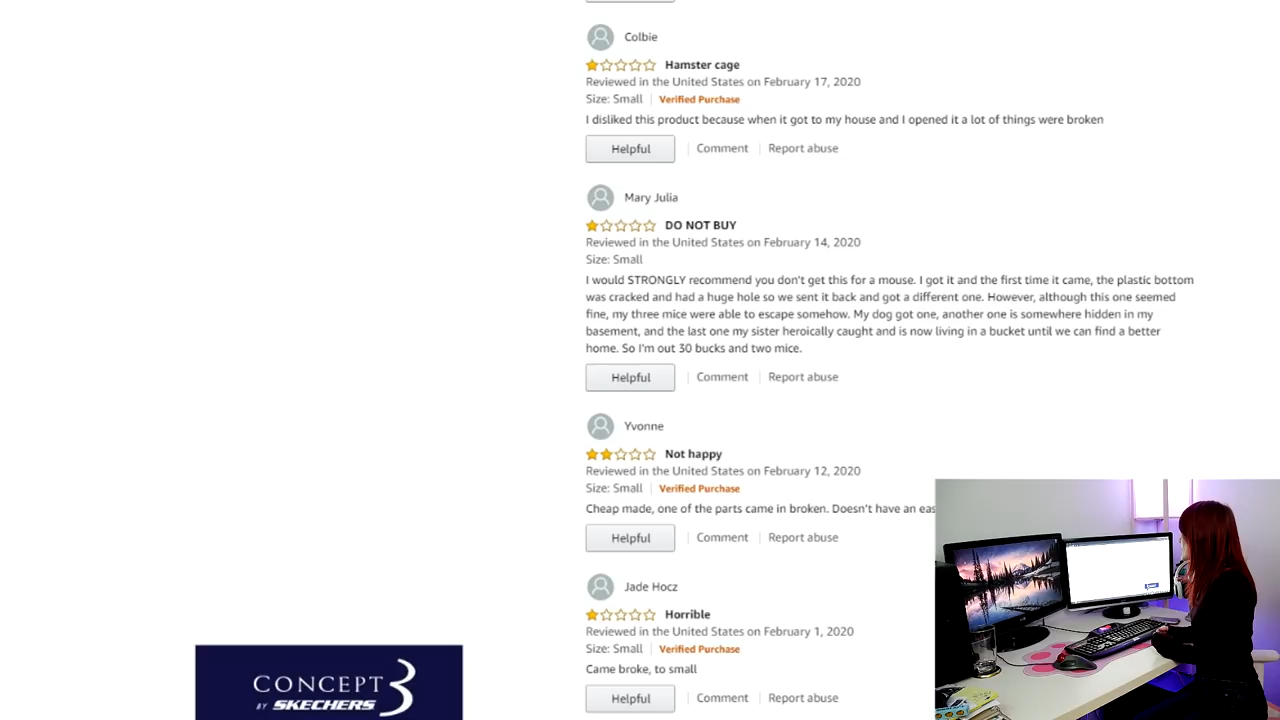 Colbie
Hamster cage
Reviewed in the United States on February 17, 2020
Size: Small | Verified Purchase
I disliked this product because when it got to my house and I opened it a lot of things were broken
Helpful | Comment | Report abuse
Mary Julia
DO NOT BUY
Reviewed in the United States on February 14, 2020
Size: Small
I would STRONGLY recommend you don't get this for a mouse. I got it and the first time it came, the plastic bottom
was cracked and had a huge hole so we sent it back and got a different one. However, although this one seemed
fine, my three mice were able to escape somehow. My dog got one, another one is somewhere hidden in my
basement, and the last one my sister heroically caught and is now living in a bucket until we can find a better
home. So I'm out 30 bucks and two mice.
Helpful | Comment | Report abuse
Yvonne
Not happy
Reviewed in the United States on February 12, 2020
Size: Small | Verified Purchase
Cheap made, one of the parts came in broken. Doesn't have an eas
Helpful | Comment | Report abuse
Jade Hocz
Horrible
Reviewed in the United States on February 1, 2020
Size: Small | Verified Purchase
Came broke, to small
Helpful | Comment | Report abuse
CONCEPT 3
BY SKECHERS